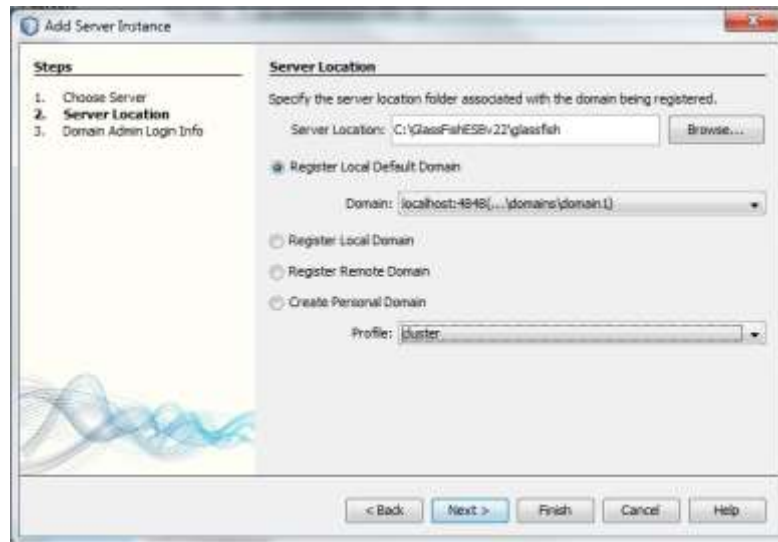 Add Server Instance
Steps
1. Choose Server
2. Server Location
3. Domain Admin Login Info
Server Location
Specify the server location folder associated with the domain being registered.
Server Location: C:\GlassFishESBv22\glassfish Browse...
Register Local Default Domain
Domain: localhost:4848(...\domains\domain1)
Register Local Domain
Register Remote Domain
Create Personal Domain
Profile: cluster
< Back Next > Finish Cancel Help